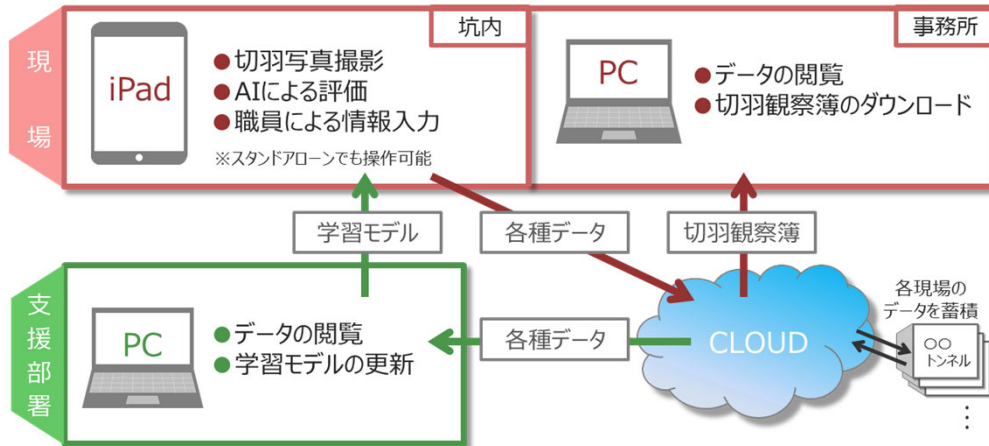 現場
坑内
iPad
●切羽写真撮影
●AIによる評価
●職員による情報入力
※スタンドアローンでも操作可能
事務所
PC
●データの閲覧
●切羽観察簿のダウンロード
学習モデル
各種データ
切羽観察簿
支援部署
PC
●データの閲覧
●学習モデルの更新
各種データ
CLOUD
各現場の
データを蓄積
○○
トンネル
⋮